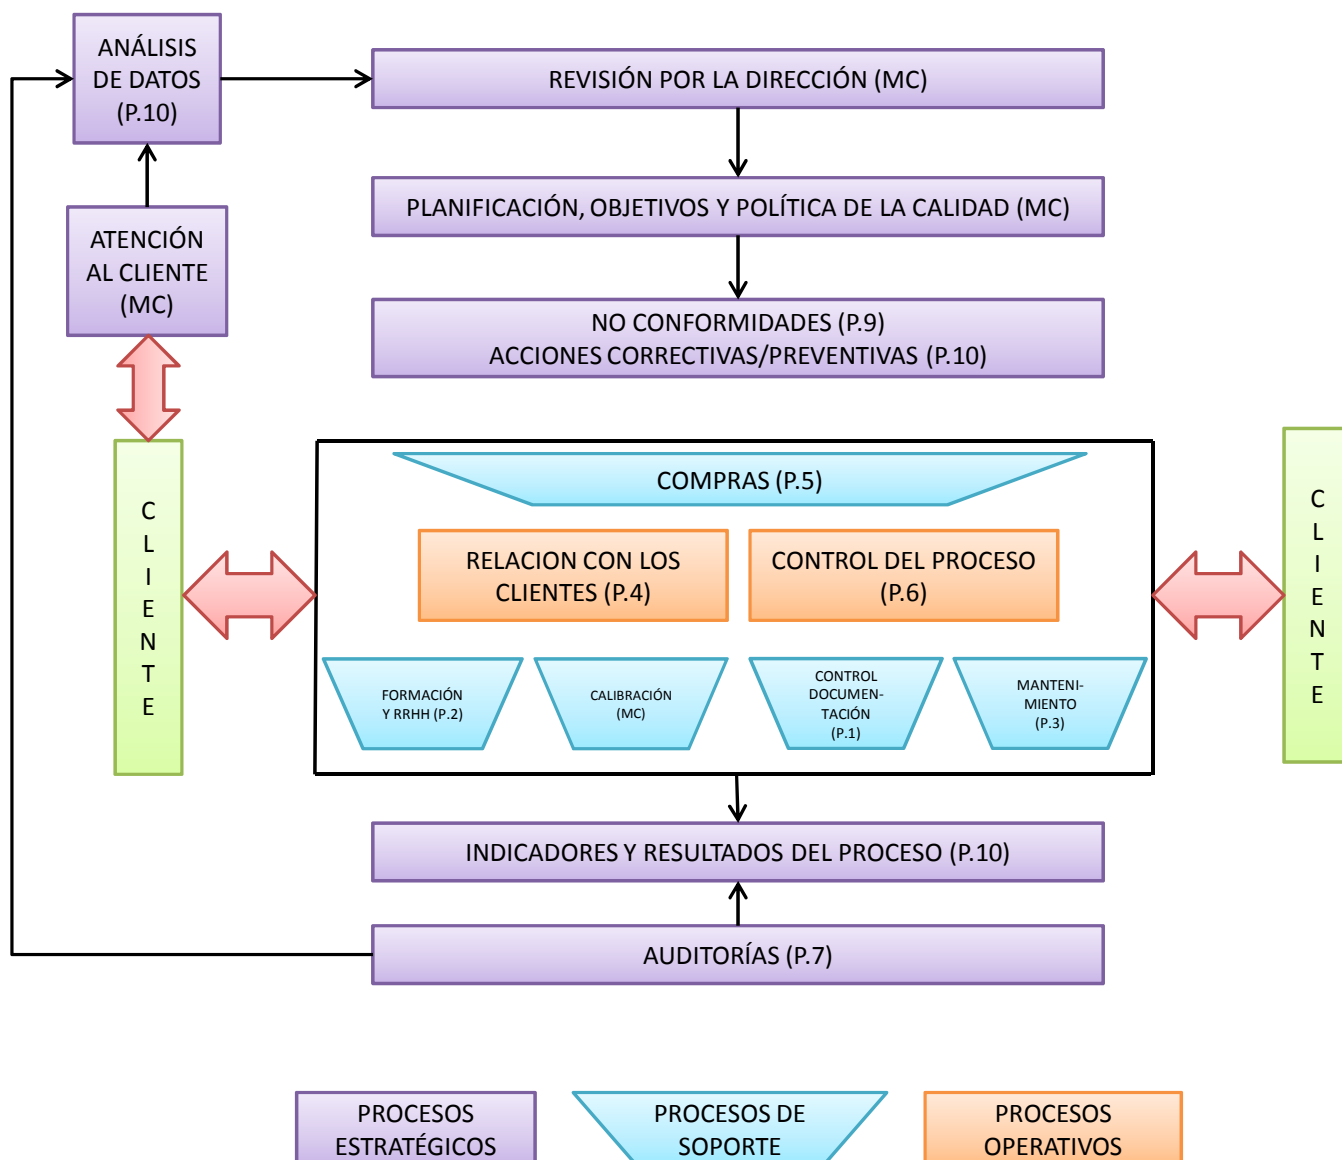 ANÁLISIS
DE DATOS
(P.10)
REVISIÓN POR LA DIRECCIÓN (MC)
PLANIFICACIÓN, OBJETIVOS Y POLÍTICA DE LA CALIDAD (MC)
ATENCIÓN
AL CLIENTE
(MC)
NO CONFORMIDADES (P.9)
ACCIONES CORRECTIVAS/PREVENTIVAS (P.10)
C
L
I
E
N
T
E
COMPRAS (P.5)
RELACION CON LOS
CLIENTES (P.4)
CONTROL DEL PROCESO
(P.6)
FORMACIÓN
Y RRHH (P.2)
CALIBRACIÓN
(MC)
CONTROL
DOCUMEN-
TACIÓN
(P.1)
MANTENI-
MIENTO
(P.3)
C
L
I
E
N
T
E
INDICADORES Y RESULTADOS DEL PROCESO (P.10)
AUDITORÍAS (P.7)
PROCESOS
ESTRATÉGICOS
PROCESOS DE
SOPORTE
PROCESOS
OPERATIVOS